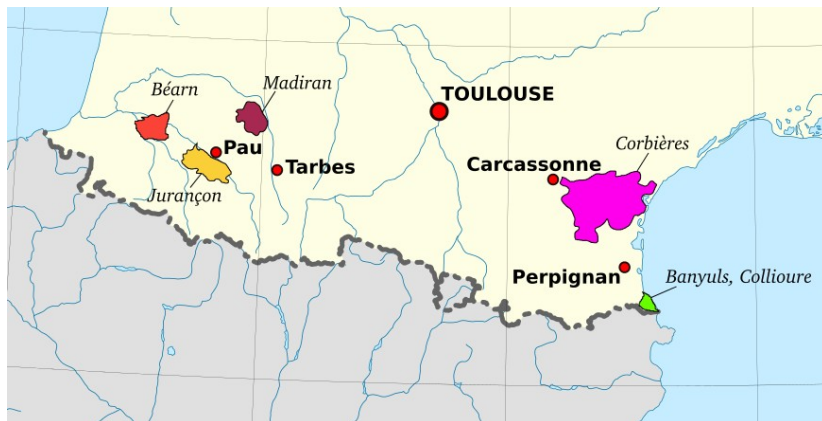 Béarn
Madiran
TOULOUSE
Pau
Tarbes
Jurançon
Corbières
Carcassonne
Perpignan
Banyuls, Collioure